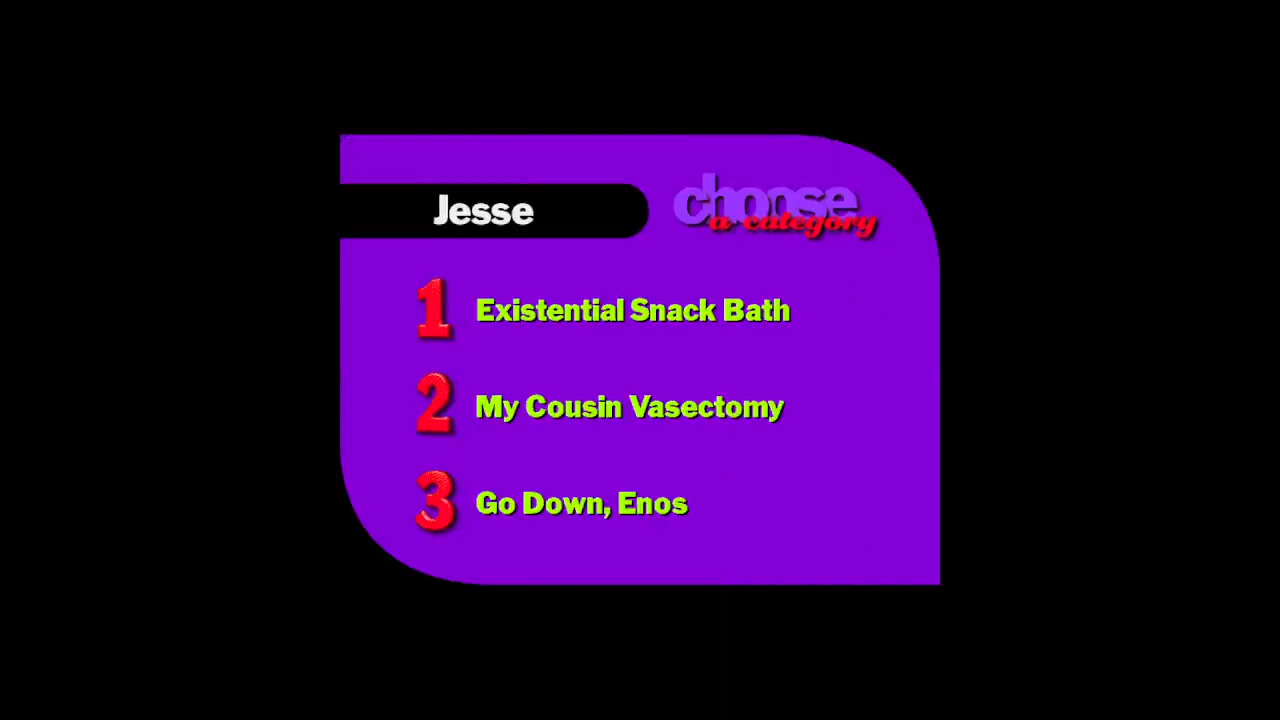 Jesse
choose
a category
1 Existential Snack Bath
2 My Cousin Vasectomy
3 Go Down, Enos